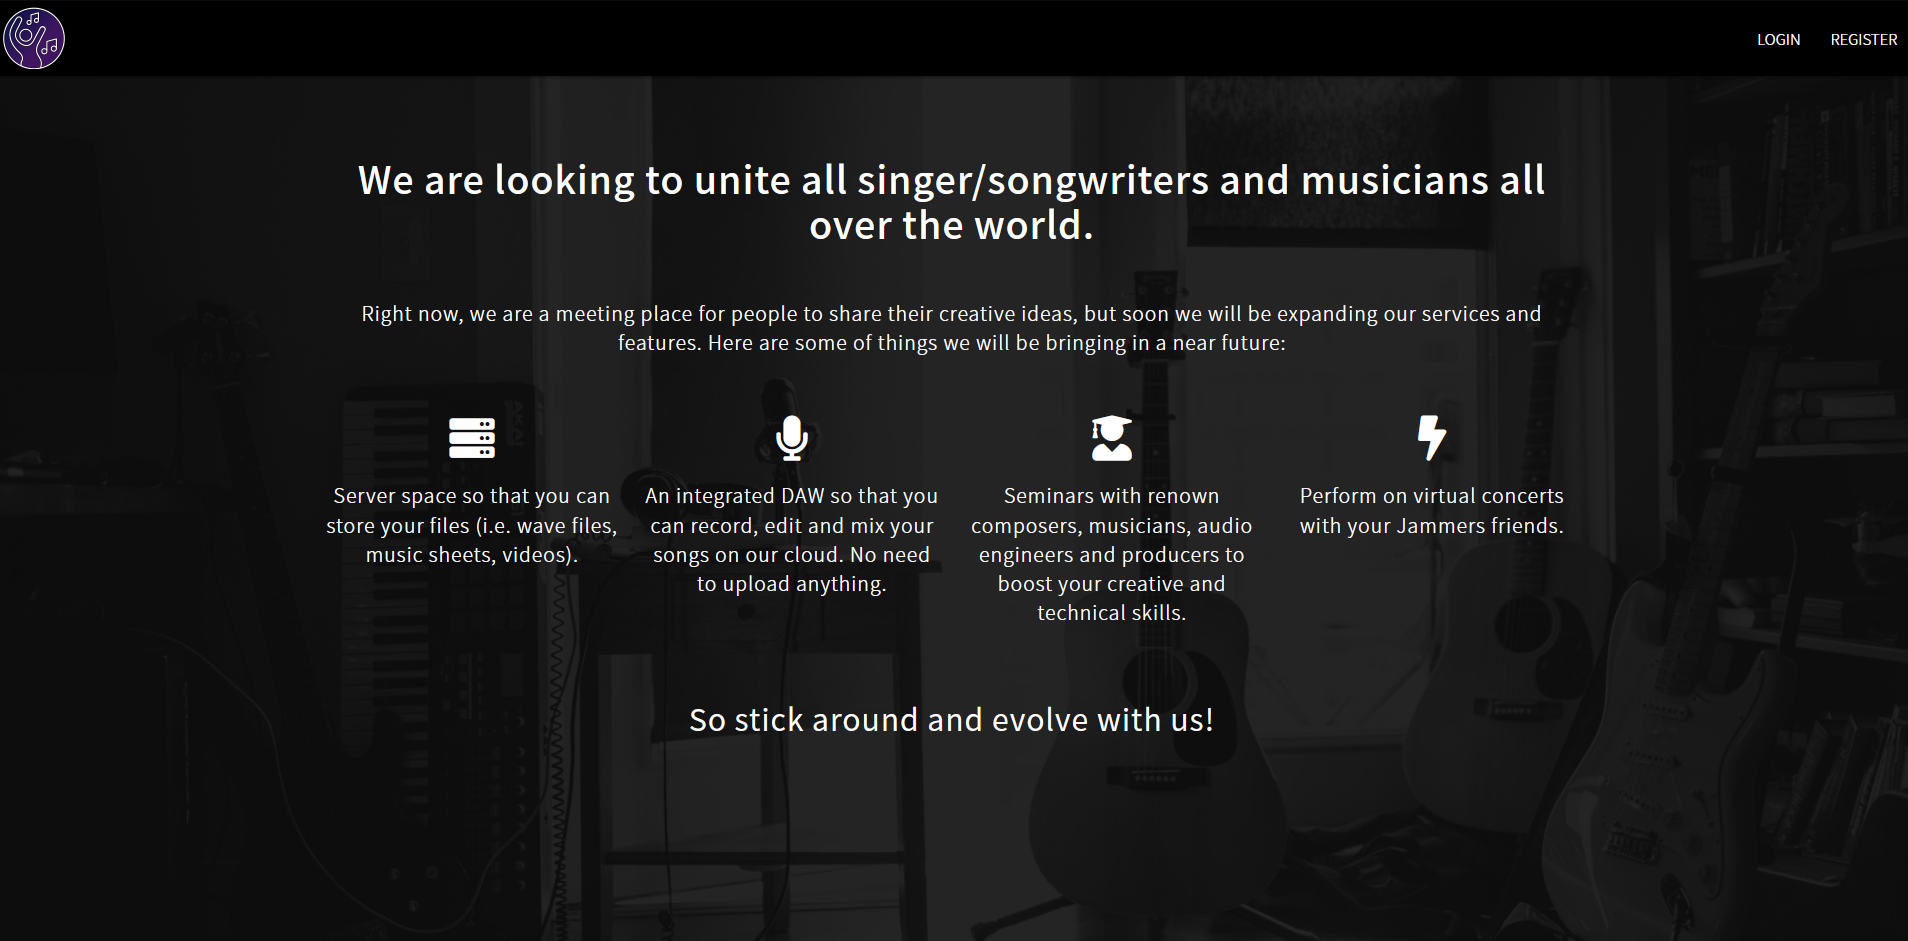 LOGIN REGISTER
We are looking to unite all singer/songwriters and musicians all
over the world.
Right now, we are a meeting place for people to share their creative ideas, but soon we will be expanding our services and
features. Here are some of things we will be bringing in a near future:
Server space so that you can
store your files (i.e. wave files,
music sheets, videos).
An integrated DAW so that you
can record, edit and mix your
songs on our cloud. No need
to upload anything.
Seminars with renown
composers, musicians, audio
engineers and producers to
boost your creative and
technical skills.
Perform on virtual concerts
with your Jammers friends.
So stick around and evolve with us!
AKAI